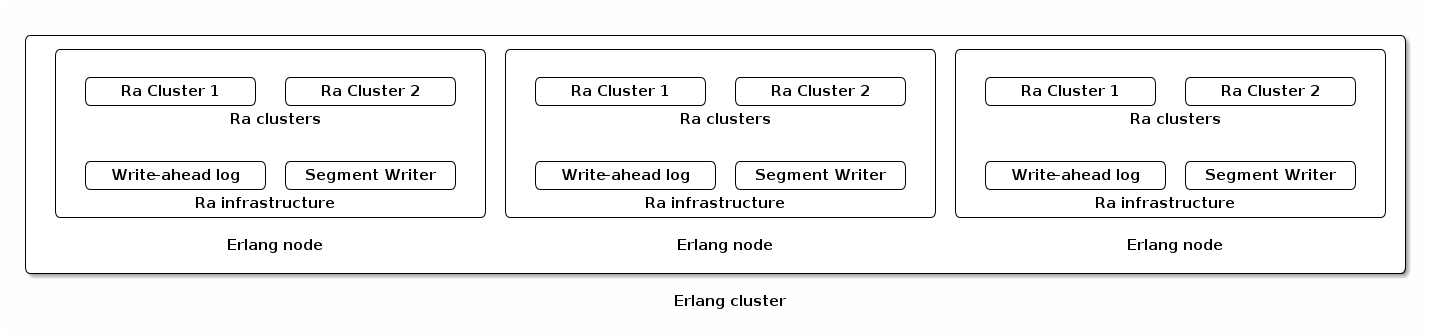 Ra Cluster 1 Ra Cluster 2 Ra Cluster 1 Ra Cluster 2 Ra Cluster 1 Ra Cluster 2
Ra clusters Ra clusters Ra clusters
Write-ahead log Segment Writer Write-ahead log Segment Writer Write-ahead log Segment Writer
Ra infrastructure Ra infrastructure Ra infrastructure
Erlang node Erlang node Erlang node
Erlang cluster